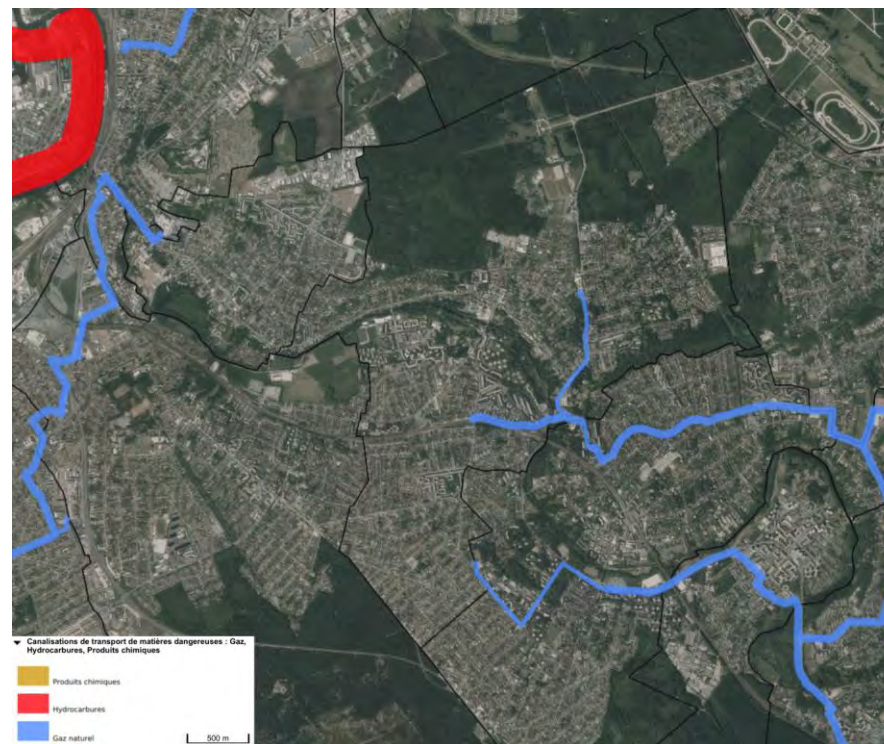 Canalisations de transport de matières dangereuses : Gaz,
Hydrocarbures, Produits chimiques
Produits chimiques
Hydrocarbures
Gaz naturel
500 m